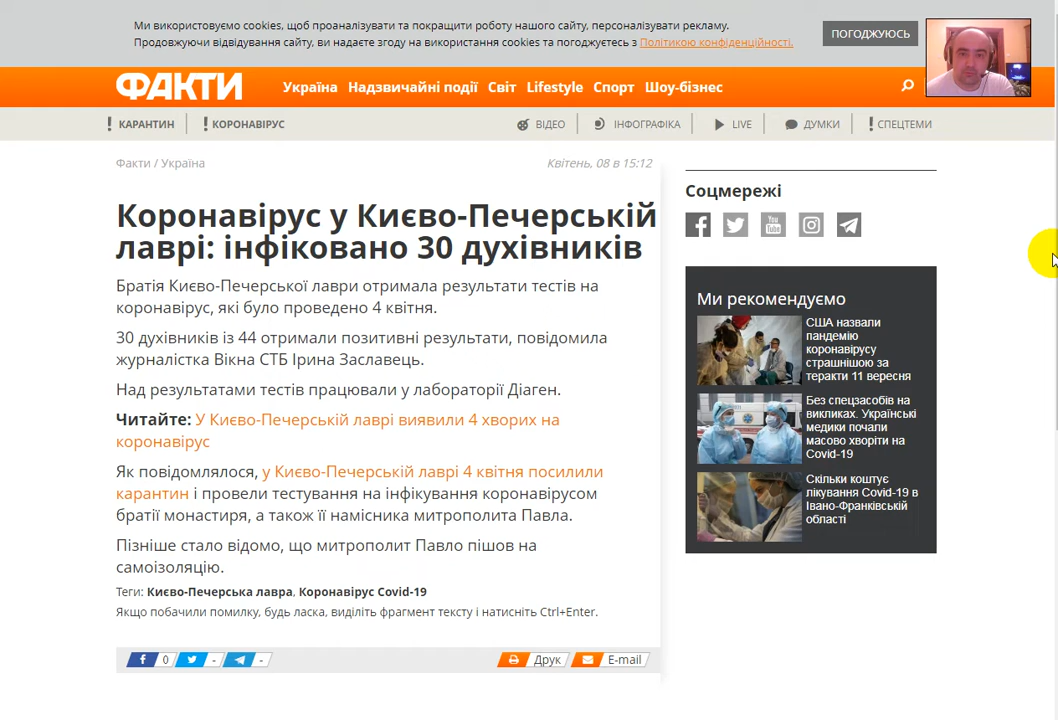 Ми використовуємо cookies, щоб проаналізувати та покращити роботу нашого сайту, персоналізувати рекламу.
Продовжуючи відвідування сайту, ви надаєте згоду на використання cookies та погоджуєтесь з Політикою конфіденційності.
ПОГОДЖУЮСЬ
ФАКТИ
Україна Надзвичайні події Світ Lifestyle Спорт Шоу-бізнес
КАРАНТИН
КОРОНАВІРУС
ВІДЕО
ІНФОГРАФІКА
LIVE
ДУМКИ
СПЕЦТЕМИ
Факти / Україна
Квітень, 08 в 15:12
Коронавірус у Києво-Печерській
лаврі: інфіковано 30 духівників
Братія Києво-Печерської лаври отримала результати тестів на
коронавірус, які було проведено 4 квітня.
30 духівників із 44 отримали позитивні результати, повідомила
журналістка Вікна СТБ Ірина Заславець.
Над результатами тестів працювали у лабораторії Діаген.
Читайте: У Києво-Печерській лаврі виявили 4 хворих на
коронавірус
Як повідомлялося, у Києво-Печерській лаврі 4 квітня посилили
карантин і провели тестування на інфікування коронавірусом
братії монастиря, а також її намісника митрополита Павла.
Пізніше стало відомо, що митрополит Павло пішов на
самоізоляцію.
Теги: Києво-Печерська лавра, Коронавірус Covid-19
Якщо побачили помилку, будь ласка, виділіть фрагмент тексту і натисніть Ctrl+Enter.
0
-
-
Друк
E-mail
Соцмережі
You
Tube
Ми рекомендуємо
США назвали
пандемію
коронавірусу
страшнішою за
теракти 11 вересня
Без спецзасобів на
викликах. Українські
медики почали
масово хворіти на
Covid-19
Скільки коштує
лікування Covid-19 в
Івано-Франківській
області